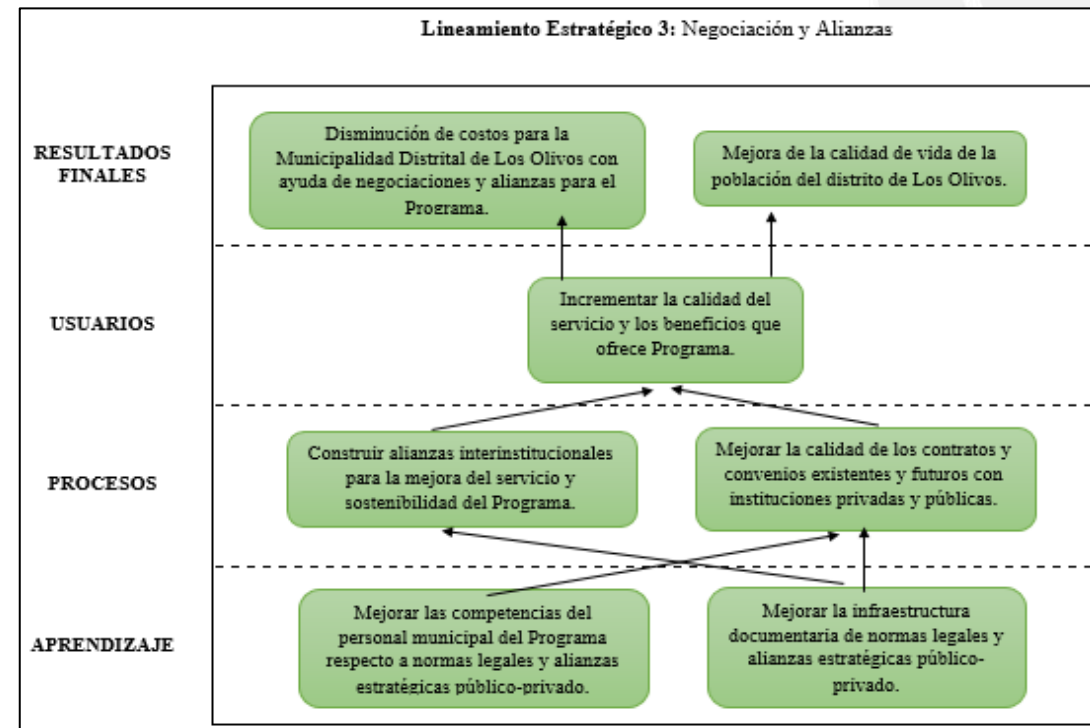 Lineamiento Estratégico 3: Negociación y Alianzas
RESULTADOS
FINALES
Disminución de costos para la
Municipalidad Distrital de Los Olivos con
ayuda de negociaciones y alianzas para el
Programa.
Mejora de la calidad de vida de la
población del distrito de Los Olivos.
USUARIOS
Incrementar la calidad del
servicio y los beneficios que
ofrece Programa.
PROCESOS
Construir alianzas interinstitucionales
para la mejora del servicio y
sostenibilidad del Programa.
Mejorar la calidad de los contratos y
convenios existentes y futuros con
instituciones privadas y públicas.
APRENDIZAJE
Mejorar las competencias del
personal municipal del Programa
respecto a normas legales y alianzas
estratégicas público-privado.
Mejorar la infraestructura
documentaria de normas legales y
alianzas estratégicas público-
privado.